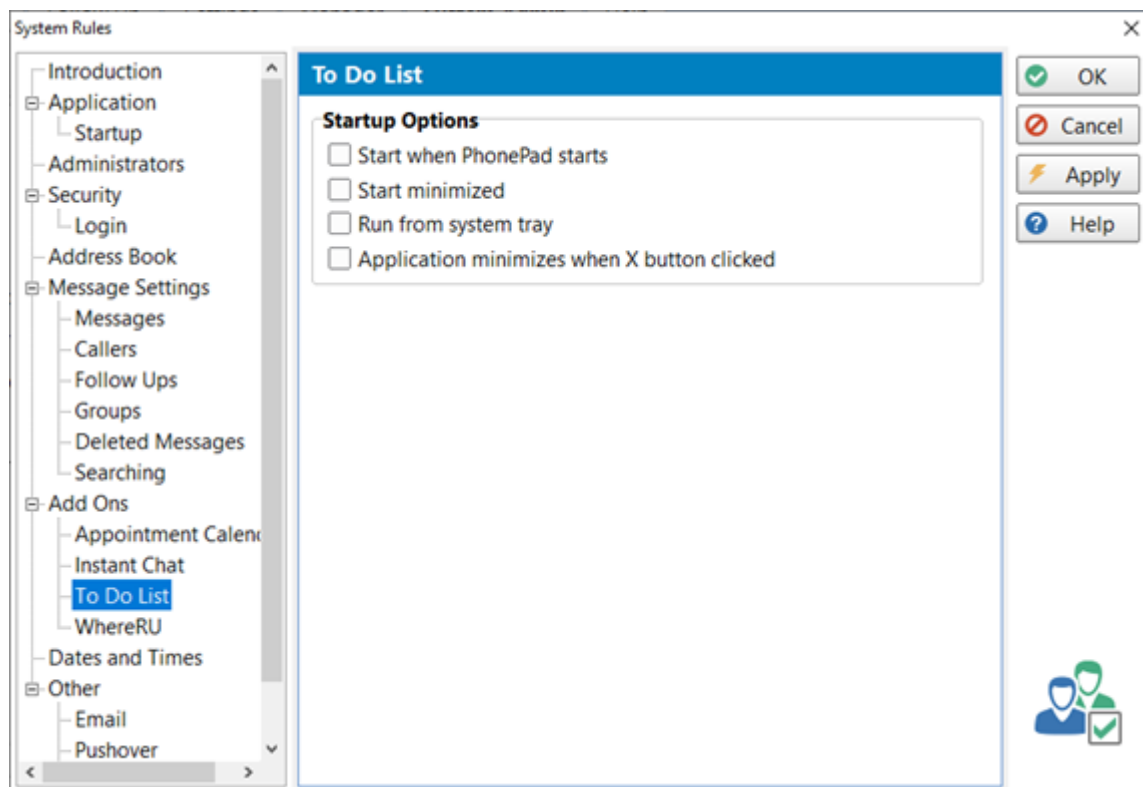 System Rules
Introduction
Application
Startup
Administrators
Security
Login
Address Book
Message Settings
Messages
Callers
Follow Ups
Groups
Deleted Messages
Searching
Add Ons
Appointment Calend
Instant Chat
To Do List
WhereRU
Dates and Times
Other
Email
Pushover
To Do List
Startup Options
Start when PhonePad starts
Start minimized
Run from system tray
Application minimizes when X button clicked
OK
Cancel
Apply
Help